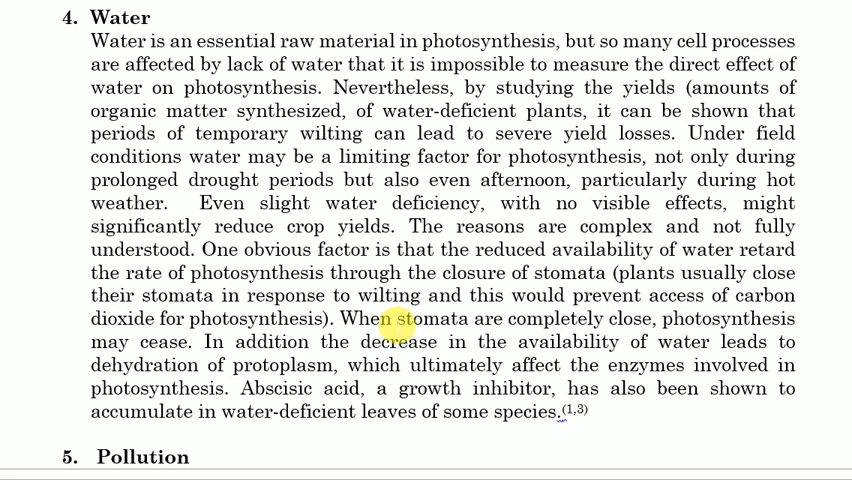 4. Water
Water is an essential raw material in photosynthesis, but so many cell processes
are affected by lack of water that it is impossible to measure the direct effect of
water on photosynthesis. Nevertheless, by studying the yields (amounts of
organic matter synthesized, of water-deficient plants, it can be shown that
periods of temporary wilting can lead to severe yield losses. Under field
conditions water may be a limiting factor for photosynthesis, not only during
prolonged drought periods but also even afternoon, particularly during hot
weather. Even slight water deficiency, with no visible effects, might
significantly reduce crop yields. The reasons are complex and not fully
understood. One obvious factor is that the reduced availability of water retard
the rate of photosynthesis through the closure of stomata (plants usually close
their stomata in response to wilting and this would prevent access of carbon
dioxide for photosynthesis). When stomata are completely close, photosynthesis
may cease. In addition the decrease in the availability of water leads to
dehydration of protoplasm, which ultimately affect the enzymes involved in
photosynthesis. Abscisic acid, a growth inhibitor, has also been shown to
accumulate in water-deficient leaves of some species.(1,3)
5. Pollution